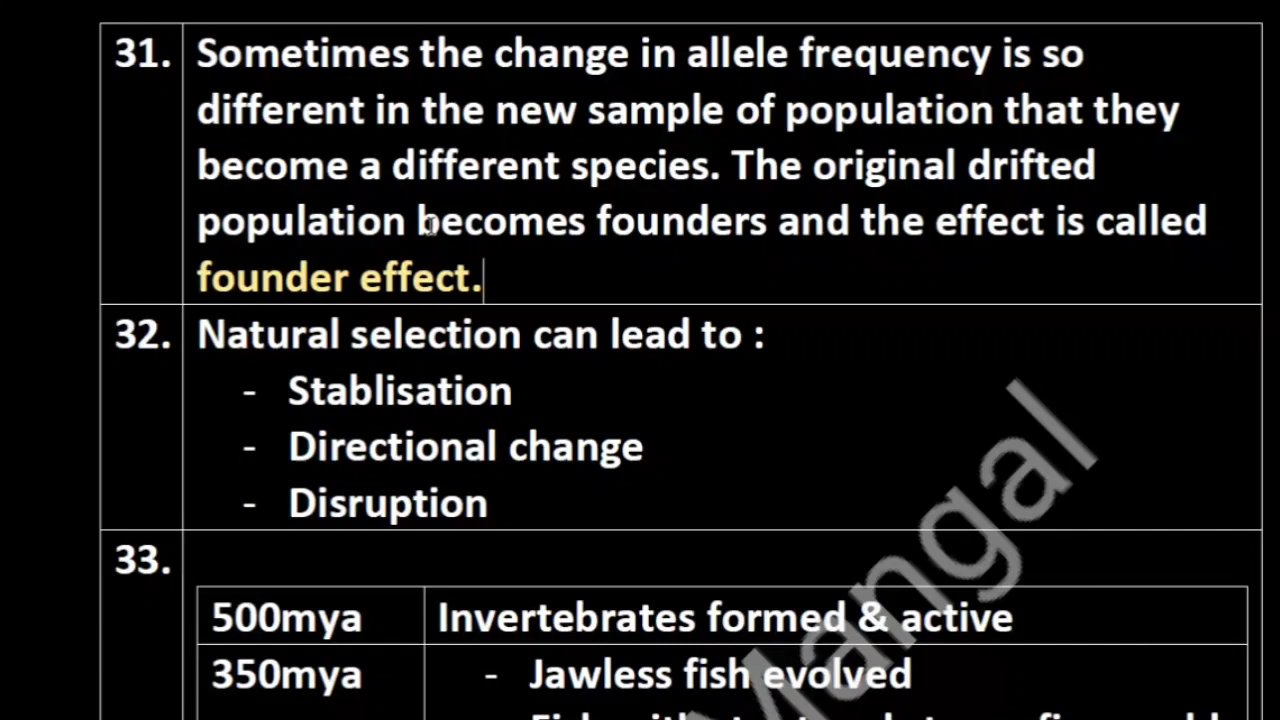 31. Sometimes the change in allele frequency is so
different in the new sample of population that they
become a different species. The original drifted
population becomes founders and the effect is called
founder effect.
32. Natural selection can lead to :
- Stablisation
- Directional change
- Disruption
33.
500mya Invertebrates formed & active
350mya - Jawless fish evolved
Mangal